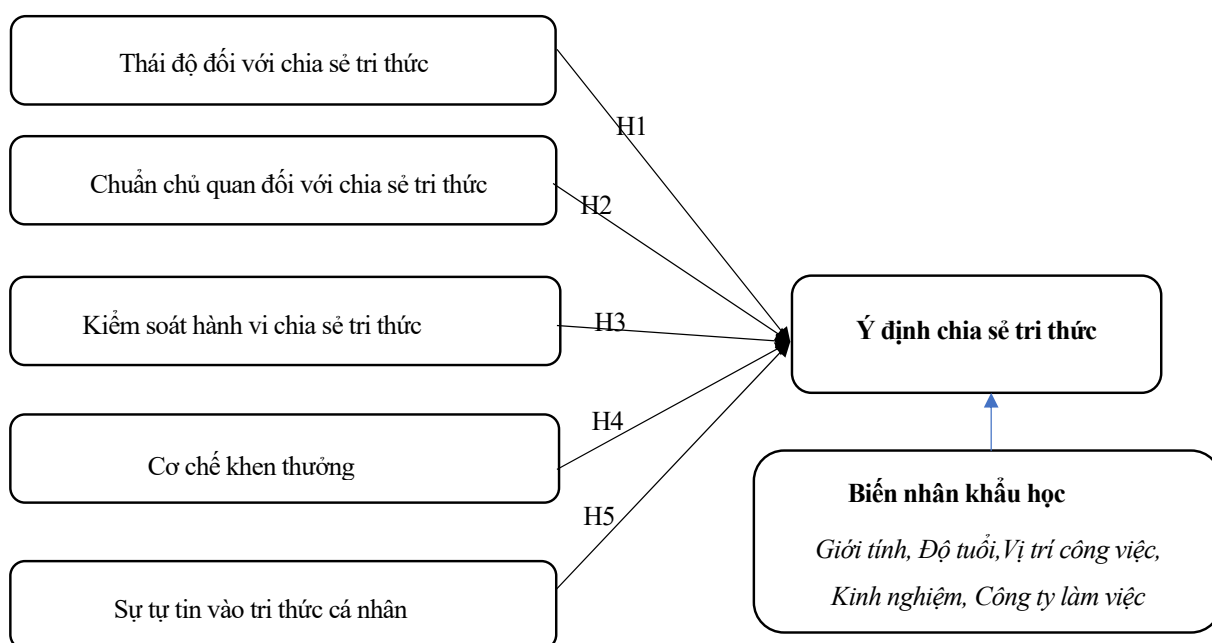 Thái độ đối với chia sẻ tri thức
H1
Chuẩn chủ quan đối với chia sẻ tri thức
H2
Kiểm soát hành vi chia sẻ tri thức
H3
Ý định chia sẻ tri thức
Cơ chế khen thưởng
H4
H5
Sự tự tin vào tri thức cá nhân
Biến nhân khẩu học
Giới tính, Độ tuổi,Vị trí công việc,
Kinh nghiệm, Công ty làm việc